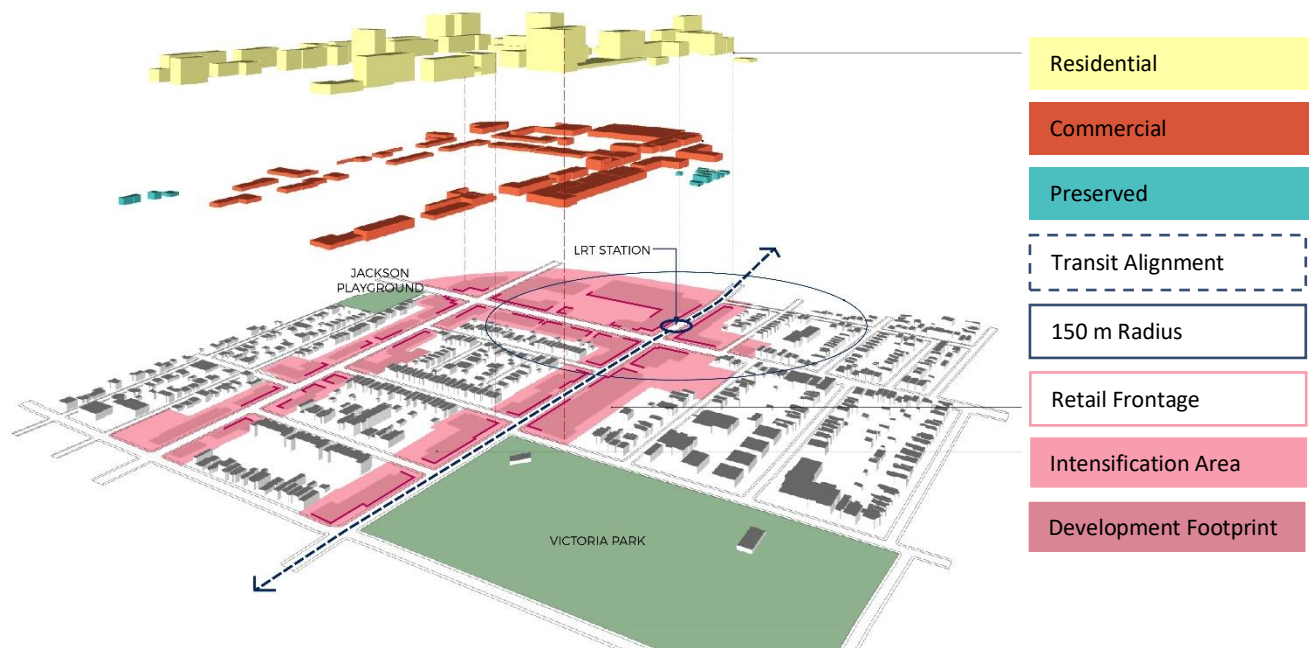 Residential
Commercial
Preserved
LRT STATION
JACKSON
PLAYGROUND
Transit Alignment
150 m Radius
Retail Frontage
Intensification Area
Development Footprint
VICTORIA PARK